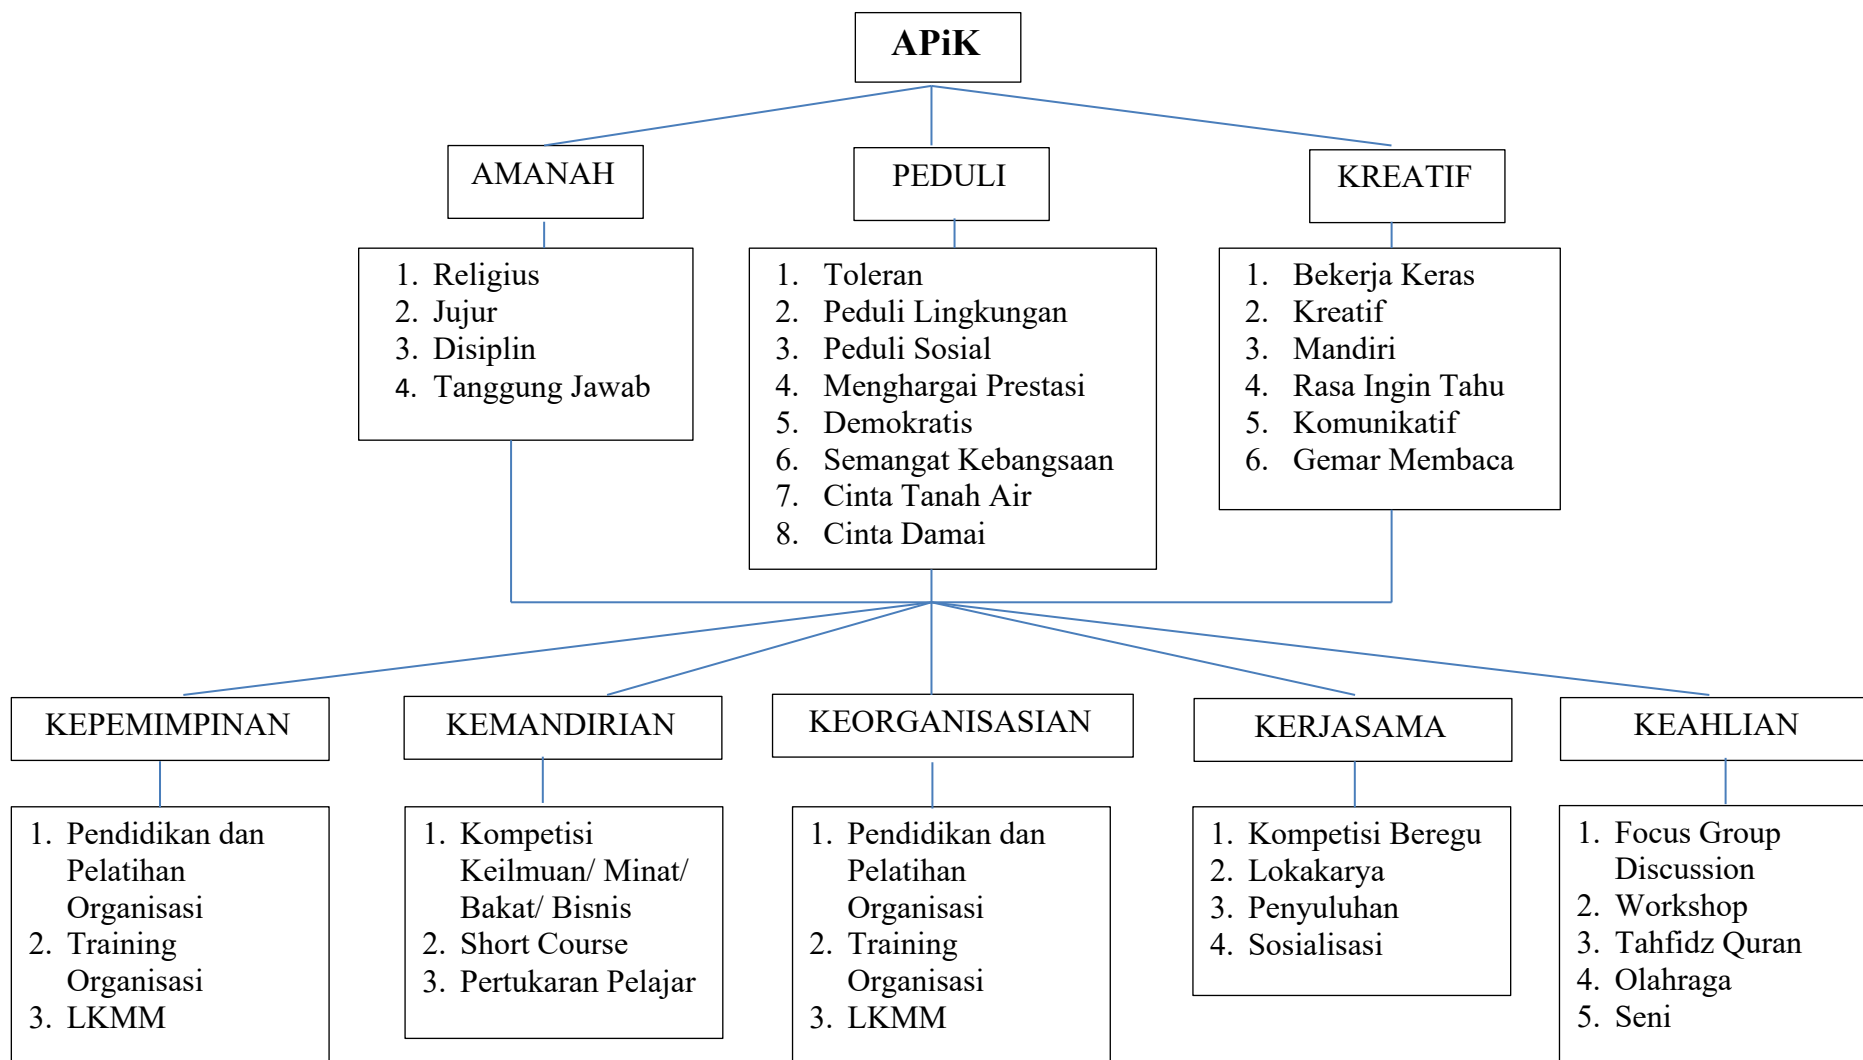 APiK
AMANAH
PEDULI
KREATIF
1. Religius
2. Jujur
3. Disiplin
4. Tanggung Jawab
1. Toleran
2. Peduli Lingkungan
3. Peduli Sosial
4. Menghargai Prestasi
5. Demokratis
6. Semangat Kebangsaan
7. Cinta Tanah Air
8. Cinta Damai
1. Bekerja Keras
2. Kreatif
3. Mandiri
4. Rasa Ingin Tahu
5. Komunikatif
6. Gemar Membaca
KEPEMIMPINAN
KEMANDIRIAN
KEORGANISASIAN
KERJASAMA
KEAHLIAN
1. Pendidikan dan
Pelatihan
Organisasi
2. Training
Organisasi
3. LKMM
1. Kompetisi
Keilmuan/ Minat/
Bakat/ Bisnis
2. Short Course
3. Pertukaran Pelajar
1. Pendidikan dan
Pelatihan
Organisasi
2. Training
Organisasi
3. LKMM
1. Kompetisi Beregu
2. Lokakarya
3. Penyuluhan
4. Sosialisasi
1. Focus Group
Discussion
2. Workshop
3. Tahfidz Quran
4. Olahraga
5. Seni